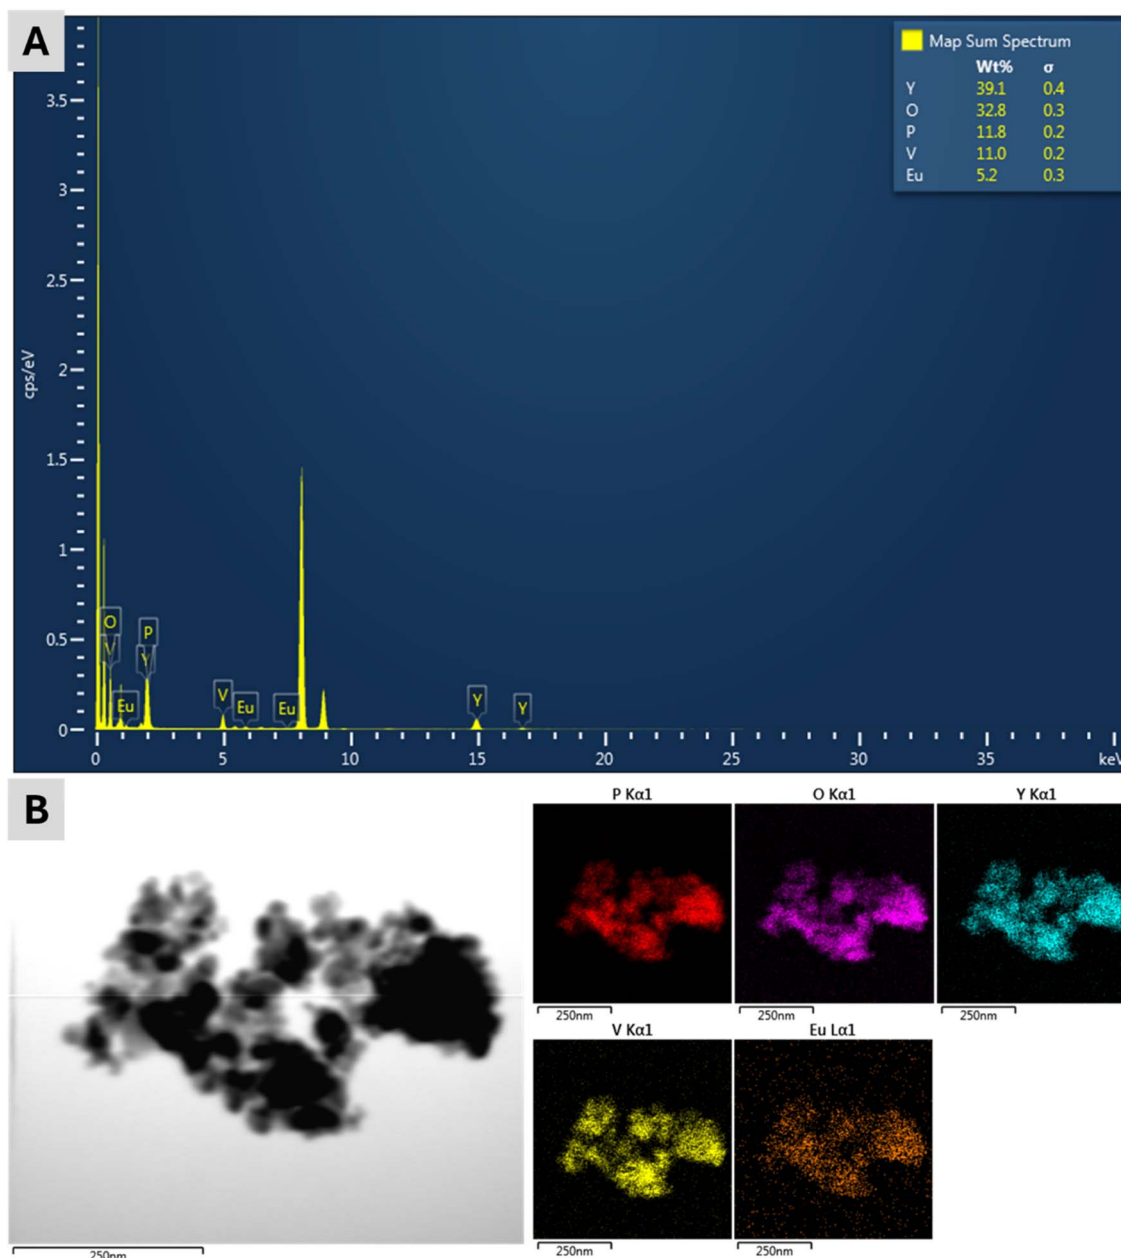 A
Map Sum Spectrum
Wt% σ
Y 39.1 0.4
O 32.8 0.3
P 11.8 0.2
V 11.0 0.2
Eu 5.2 0.3
cps/eV
3.5
3
2.5
2
1.5
1
0.5
0
O
V
Eu
P
Y
V
Eu
Eu
Y
Y
0 5 10 15 20 25 30 35 keV
B
P Kα1
O Kα1
Y Kα1
250nm
250nm
250nm
V Kα1
Eu Lα1
250nm
250nm
250nm